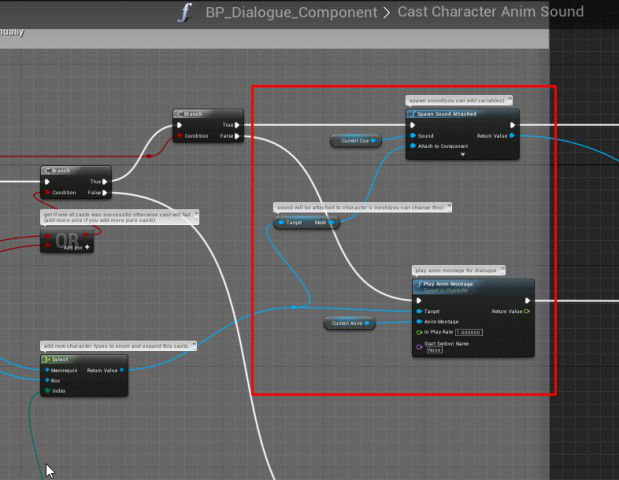 BP_Dialogue_Component > Cast Character Anim Sound
nually
spawn sound(you can edit variables)
Branch
True
Condition
False
Spawn Sound Attached
Current Cue
Sound
Return Value
Attach to Component
Branch
True
Condition
False
get if one of casts was successful otherwise cast will fail
(add more pins if you add more pure casts)
OR
Add pin +
sound will be attached to character's mesh(you can change this)
Target
Mesh
play anim montage for dialogue
Play Anim Montage
Target is Character
Target
Return Value
Current Anim
Anim Montage
In Play Rate
1.000000
Start Section Name
None
add new character types to enum and expand this casts
Select
Mannequin
Return Value
Box
Index